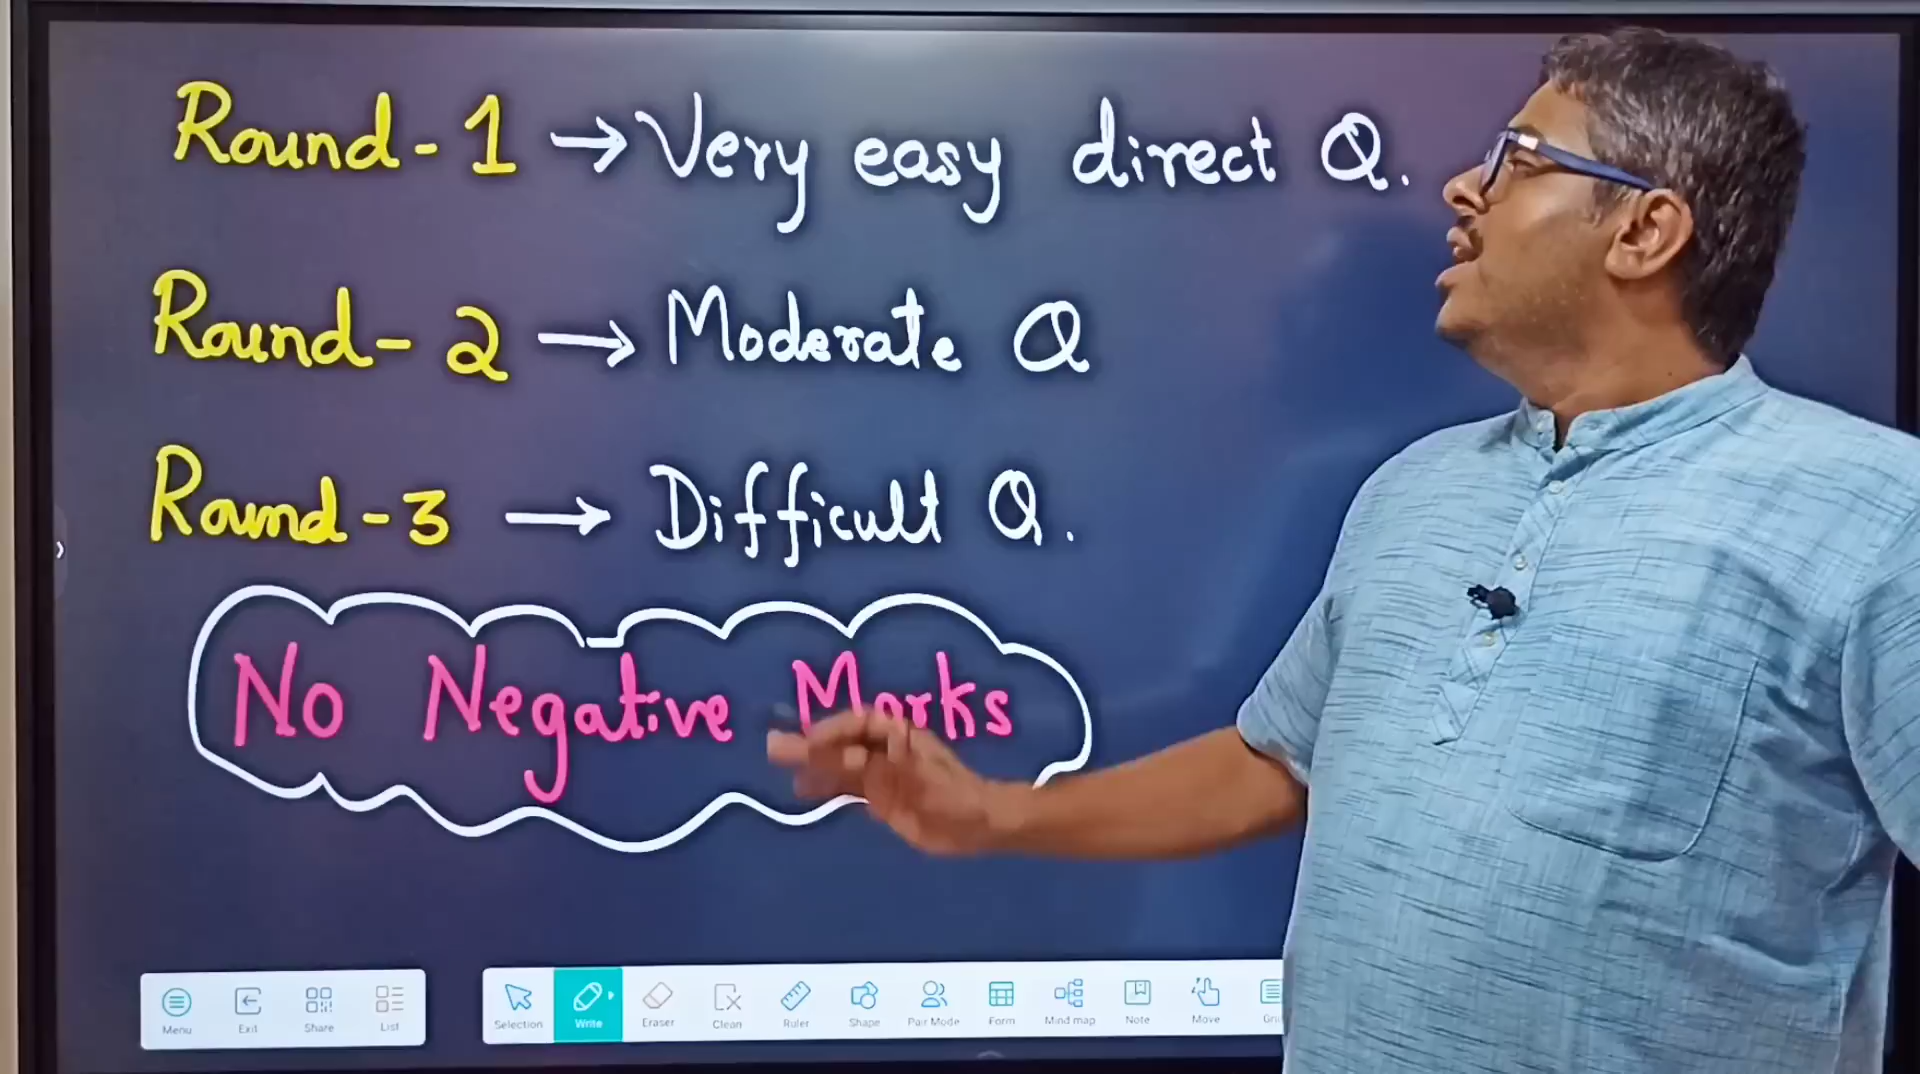 Round-1 → Very easy direct Q.
Round-2 → Moderate Q
Round-3 → Difficult Q.
No Negative Marks
Menu Exit Share List Selection Write Eraser Clean Ruler Shape Pair Mode Form Mind map Note Move